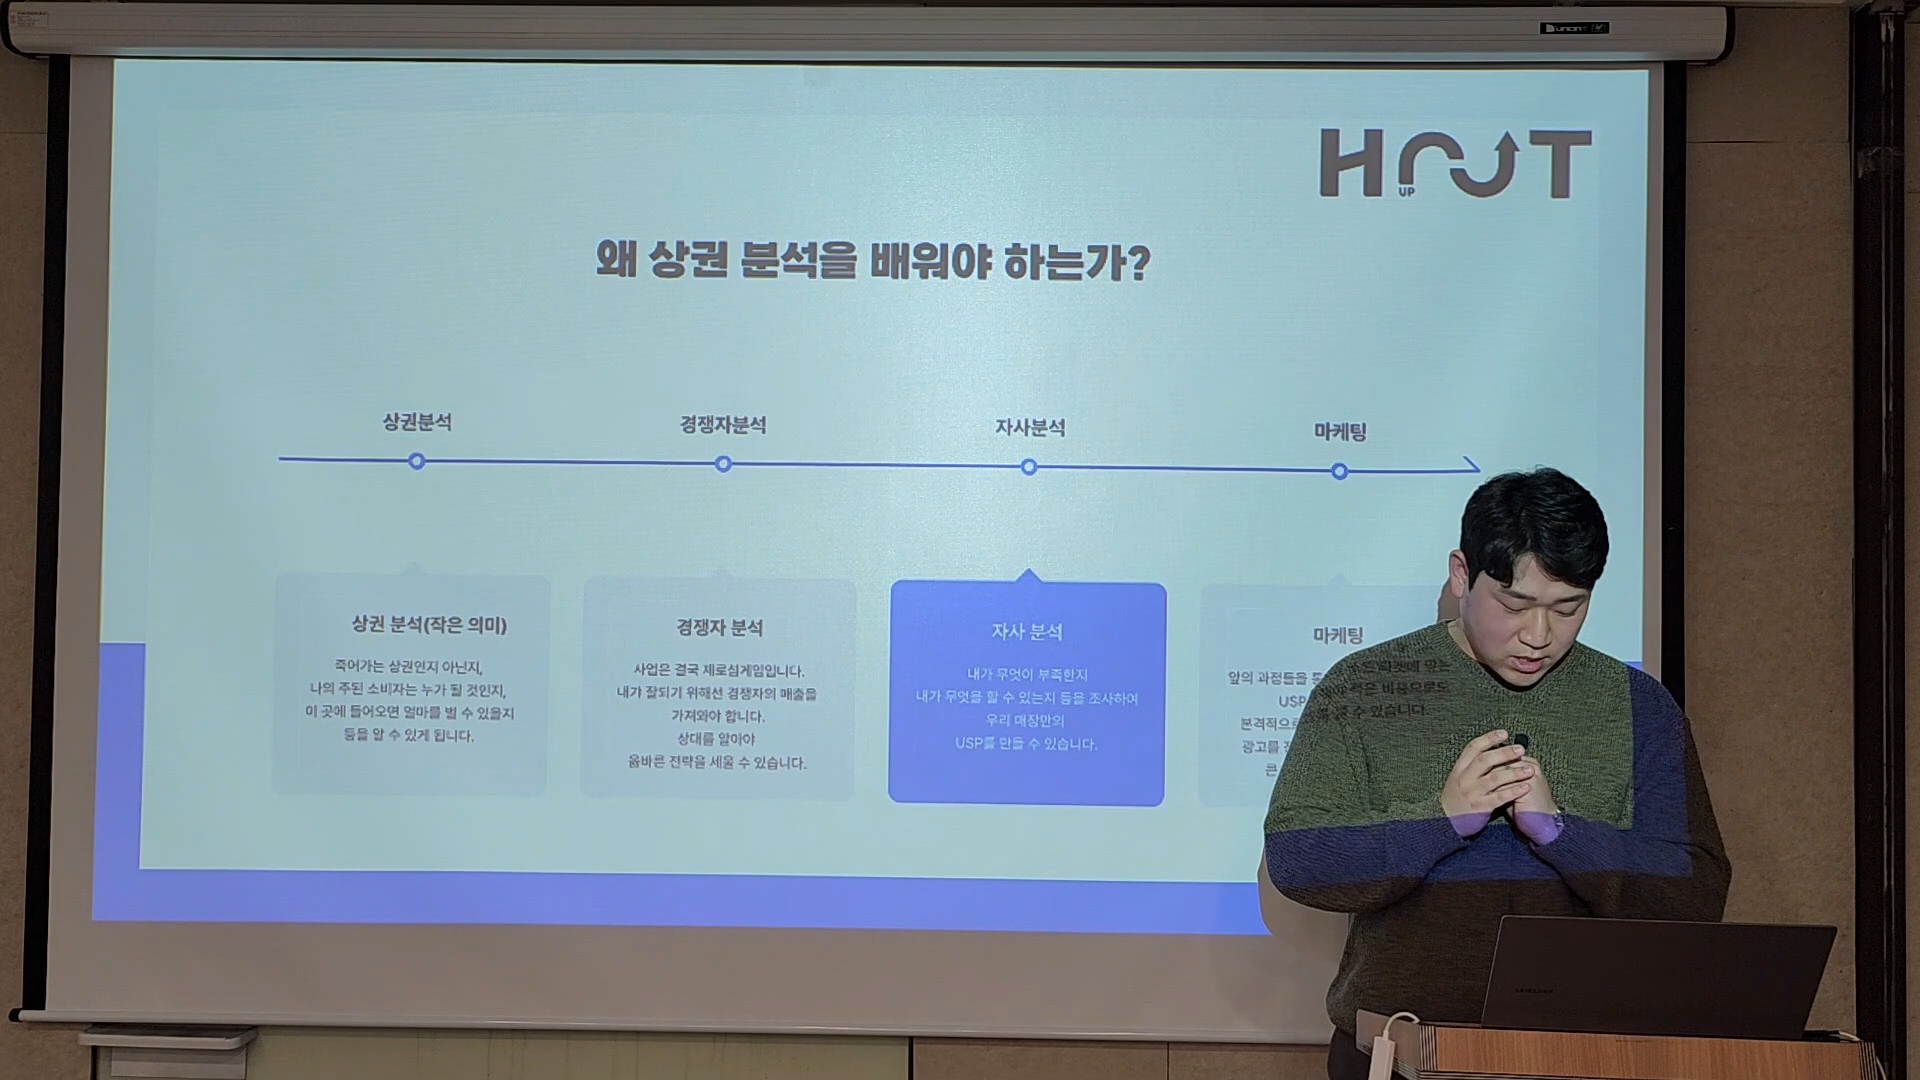 HUT
UP
왜 상권 분석을 배워야 하는가?
상권분석
경쟁자분석
자사분석
마케팅
상권 분석(작은 의미)
죽어가는 상권인지 아닌지,
나의 주된 소비자는 누가 될 것인지,
이 곳에 들어오면 얼마를 벌 수 있을지
등을 알 수 있게 됩니다.
경쟁자 분석
사업은 결국 제로섬게임입니다.
내가 잘되기 위해선 경쟁자의 매출을
가져와야 합니다.
상대를 알아야
올바른 전략을 세울 수 있습니다.
자사 분석
내가 무엇이 부족한지
내가 무엇을 할 수 있는지 등을 조사하여
우리 매장만의
USP를 만들 수 있습니다.
마케팅
앞의 과정들을
USP
본격적으로
광고를
큰
수 있습니다.